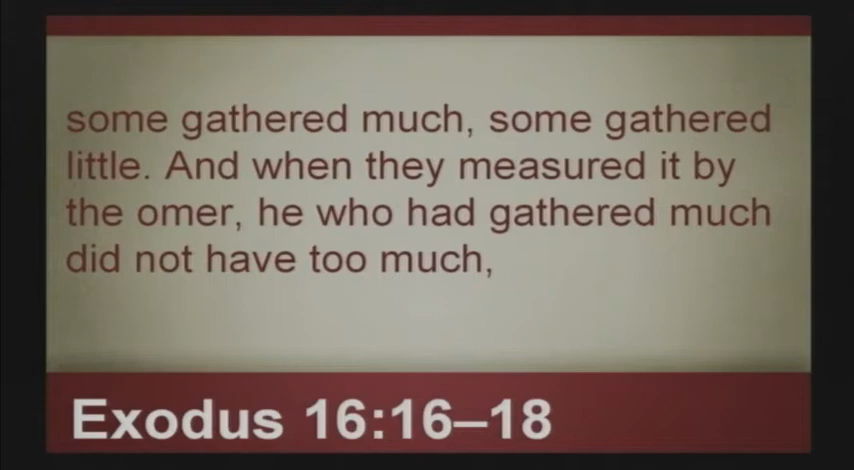 some gathered much, some gathered
little. And when they measured it by
the omer, he who had gathered much
did not have too much,
Exodus 16:16–18